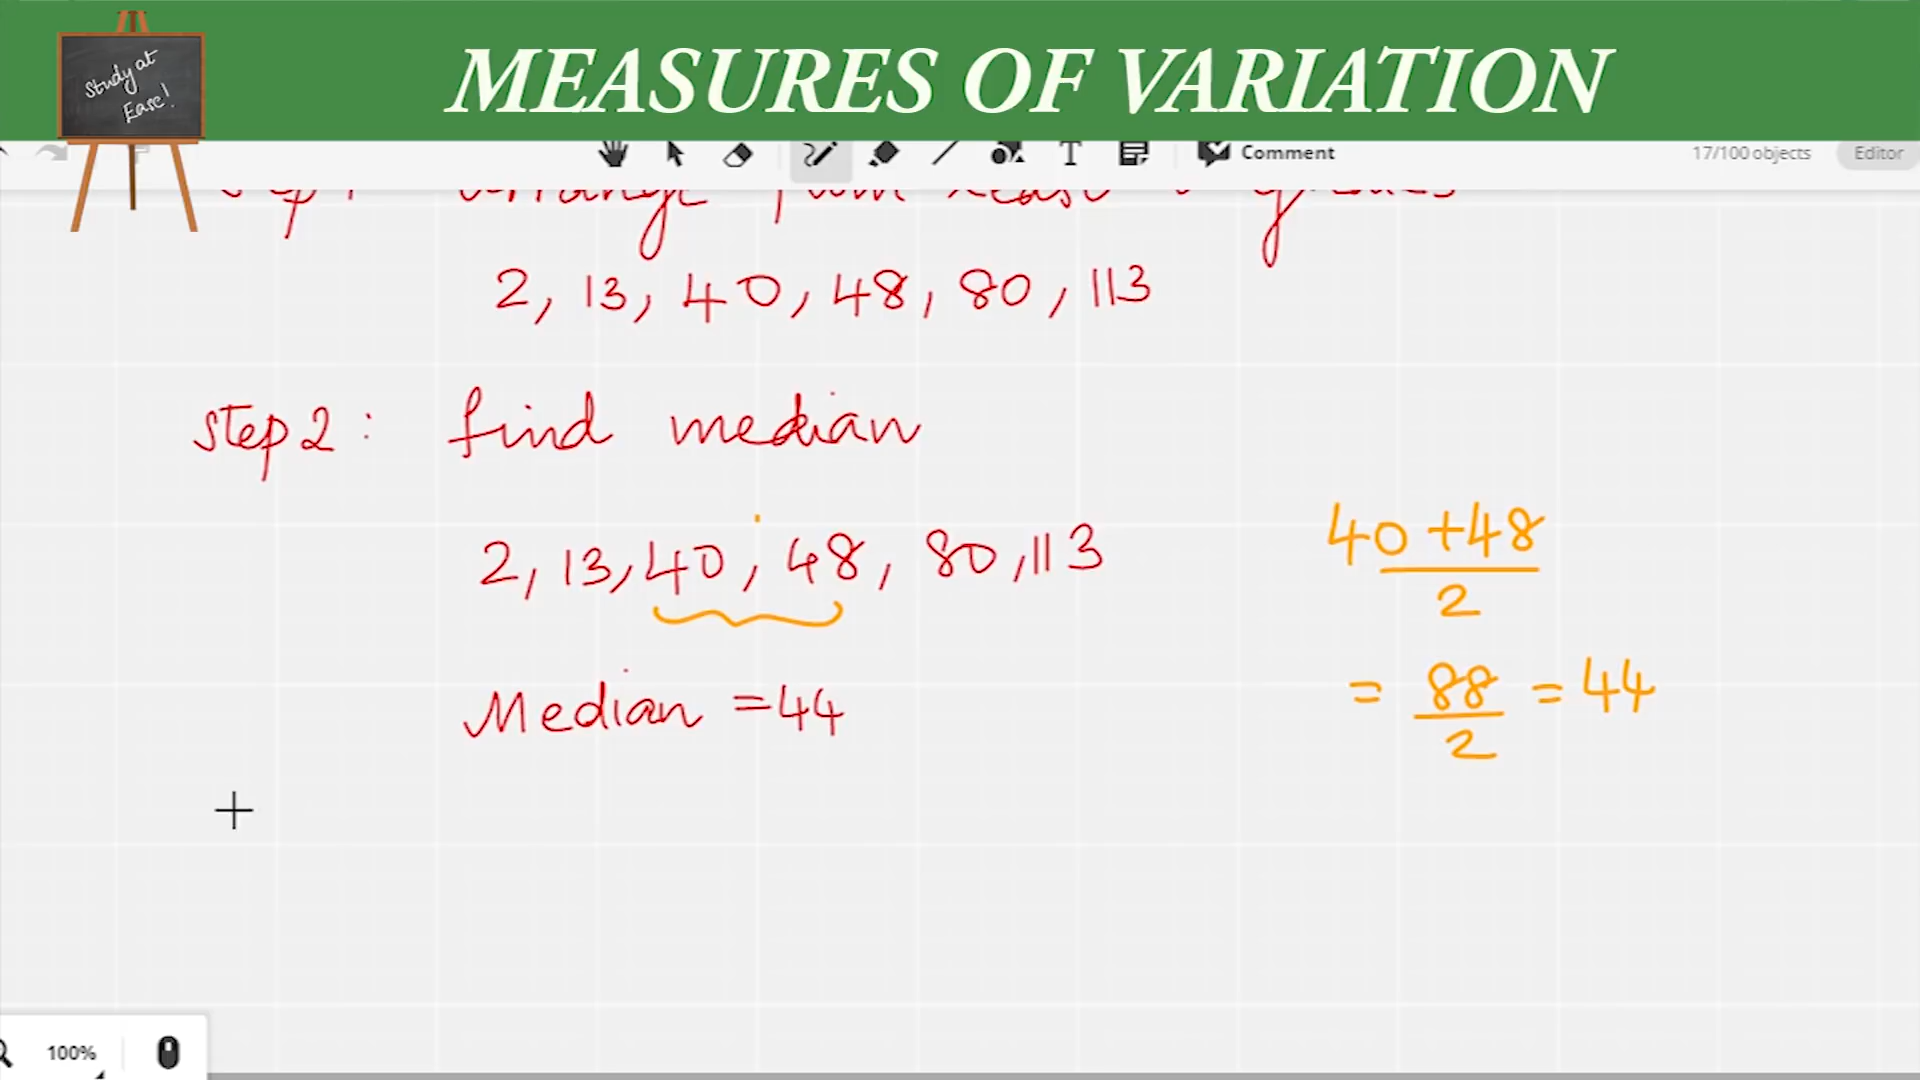 Study at
Ease!
MEASURES OF VARIATION
Comment
17/100 objects
Editor
2, 13, 40, 48, 80, 113
Step 2: find median
2, 13, 40, 48, 80, 113
40 + 48
2
Median = 44
= 88 = 44
2
100%